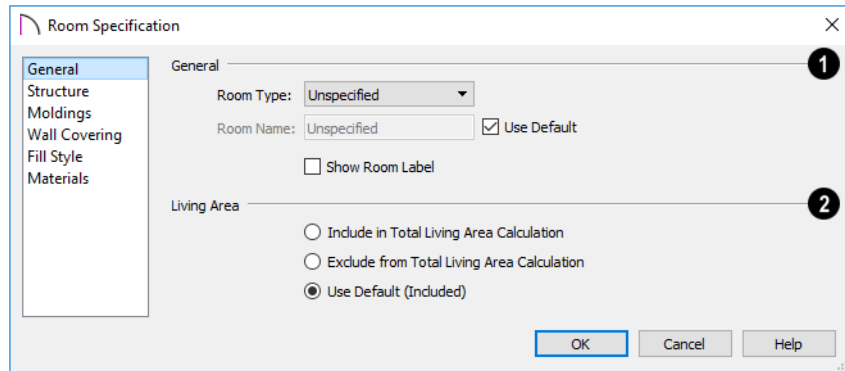 Room Specification
General
Structure
Moldings
Wall Covering
Fill Style
Materials
General
1
Room Type: Unspecified
Room Name: Unspecified Use Default
Show Room Label
Living Area
2
Include in Total Living Area Calculation
Exclude from Total Living Area Calculation
Use Default (Included)
OK Cancel Help